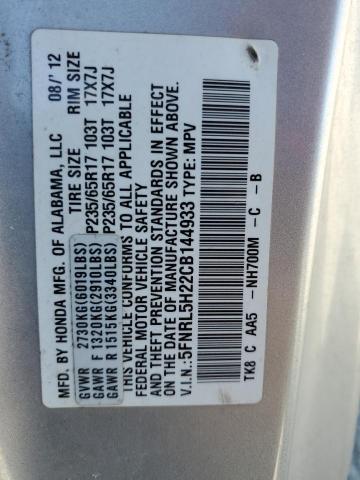 MFD. BY HONDA MFG. OF ALABAMA, LLC 08/'12
TIRE SIZE RIM SIZE
GVWR 2730KG(6019LBS)
GAWR F 1320KG(2910LBS) P235/65R17 103T 17X7J
GAWR R 1515KG(3340LBS) P235/65R17 103T 17X7J
THIS VEHICLE CONFORMS TO ALL APPLICABLE
FEDERAL MOTOR VEHICLE SAFETY
AND THEFT PREVENTION STANDARDS IN EFFECT
ON THE DATE OF MANUFACTURE SHOWN ABOVE.
V.I.N.:5FNRL5H22CB144933 TYPE: MPV
TK8 C AA5 -NH700M -C -B